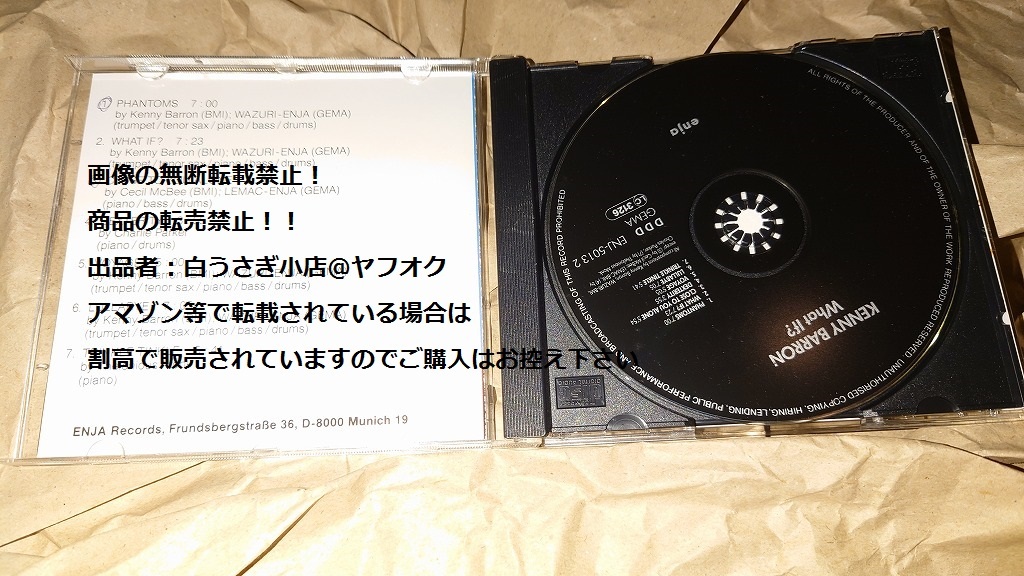 1 PHANTOMS 7:00
by Kenny Barron (BMI); WAZURI-ENJA (GEMA)
(trumpet/tenor sax/piano/bass/drums)
2. WHAT IF? 7:23
by Kenny Barron (BMI); WAZURI-ENJA (GEMA)
(trumpet/tenor sax/piano/bass/drums)
画像の無断転載禁止!
by Cecil McBee (BMI); LEMAC-ENJA (GEMA)
(piano/bass/drums)
商品の転売禁止!!
by Charlie Parker
(piano/drums)
出品者:白うさぎ小店@ヤフオク
5
6.
アマゾン等で転載されている場合は
(trumpet/tenor sax/piano/bass/drums)
7.
割高で販売されていますのでご購入はお控え下さい
(piano)
ENJA Records, Frundsbergstraße 36, D-8000 Munich 19
enja
LC 3126
GEMA
DDD ENJ-5013 2
KENNY BARRON
What If?
ALL RIGHTS OF THE PRODUCER AND OF THE OWNER OF THE WORK REPRODUCED RESERVED. UNAUTHORISED COPYING, HIRING, LENDING, PUBLIC PERFORMANCE AND BROADCASTING OF THIS RECORD PROHIBITED